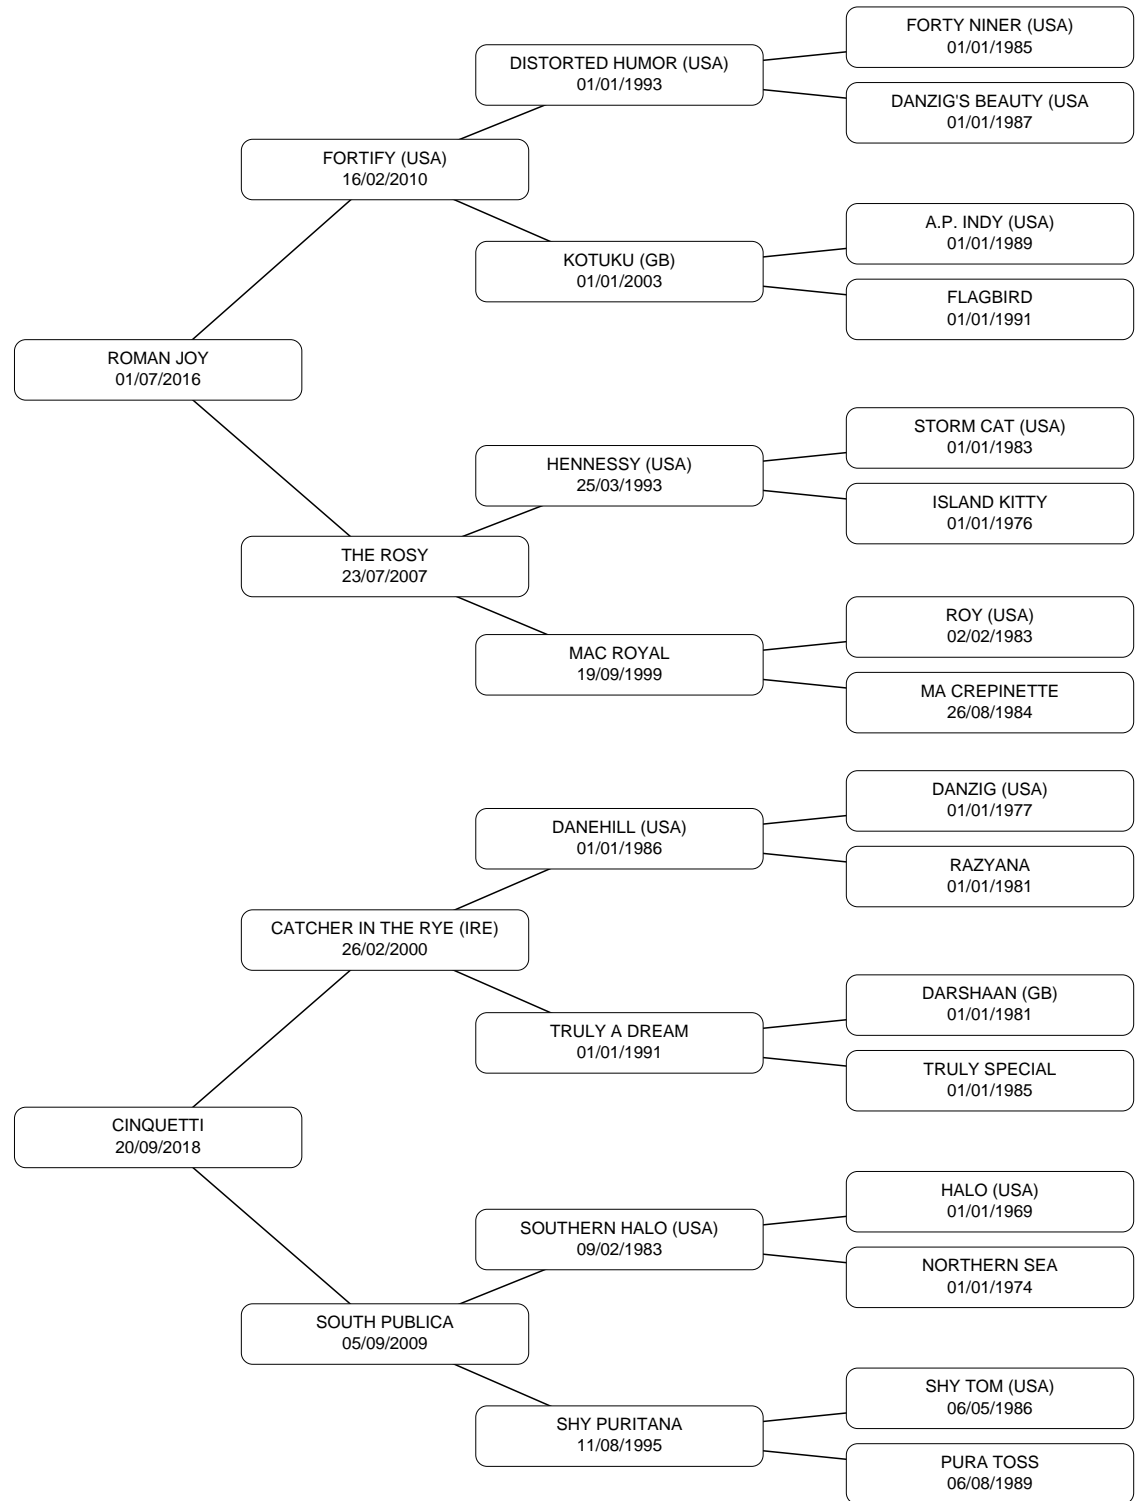 FORTY NINER (USA)
01/01/1985
DISTORTED HUMOR (USA)
01/01/1993
DANZIG'S BEAUTY (USA
01/01/1987
FORTIFY (USA)
16/02/2010
A.P. INDY (USA)
01/01/1989
KOTUKU (GB)
01/01/2003
FLAGBIRD
01/01/1991
ROMAN JOY
01/07/2016
STORM CAT (USA)
01/01/1983
HENNESSY (USA)
25/03/1993
ISLAND KITTY
01/01/1976
THE ROSY
23/07/2007
ROY (USA)
02/02/1983
MAC ROYAL
19/09/1999
MA CREPINETTE
26/08/1984
DANZIG (USA)
01/01/1977
DANEHILL (USA)
01/01/1986
RAZYANA
01/01/1981
CATCHER IN THE RYE (IRE)
26/02/2000
DARSHAAN (GB)
01/01/1981
TRULY A DREAM
01/01/1991
TRULY SPECIAL
01/01/1985
CINQUETTI
20/09/2018
HALO (USA)
01/01/1969
SOUTHERN HALO (USA)
09/02/1983
NORTHERN SEA
01/01/1974
SOUTH PUBLICA
05/09/2009
SHY TOM (USA)
06/05/1986
SHY PURITANA
11/08/1995
PURA TOSS
06/08/1989